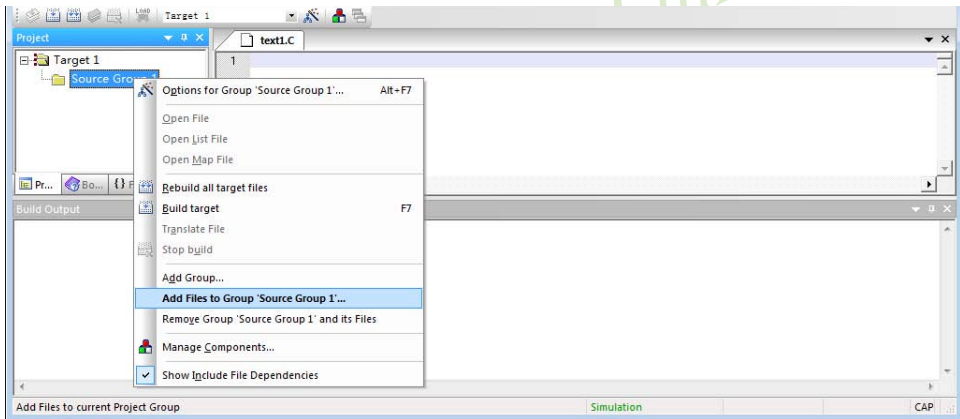 LOAD Target 1
Project
text1.C
Target 1
1
Source Group 1
Options for Group 'Source Group 1'... Alt+F7
Open File
Open List File
Open Map File
Pr... Bo... {} F
Rebuild all target files
Build Output
Build target F7
Translate File
Stop build
Add Group...
Add Files to Group 'Source Group 1'...
Remove Group 'Source Group 1' and its Files
Manage Components...
Show Include File Dependencies
Add Files to current Project Group Simulation CAP